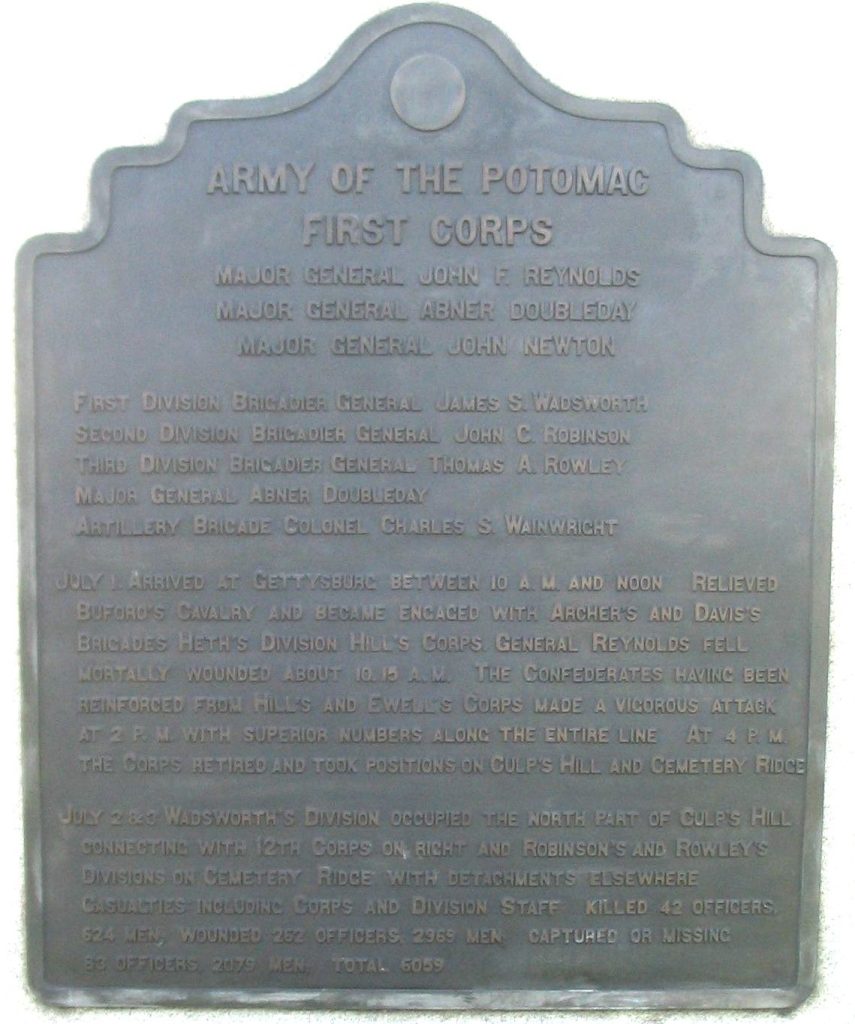 ARMY OF THE POTOMAC
FIRST CORPS
MAJOR GENERAL JOHN F. REYNOLDS
MAJOR GENERAL ABNER DOUBLEDAY
MAJOR GENERAL JOHN NEWTON
FIRST DIVISION BRIGADIER GENERAL JAMES S. WADSWORTH
SECOND DIVISION BRIGADIER GENERAL JOHN C. ROBINSON
THIRD DIVISION BRIGADIER GENERAL THOMAS A. ROWLEY
MAJOR GENERAL ABNER DOUBLEDAY
ARTILLERY BRIGADE COLONEL CHARLES S. WAINWRIGHT
JULY 1. ARRIVED AT GETTYSBURG BETWEEN 10 A.M. AND NOON RELIEVED
BUFORD'S CAVALRY AND BECAME ENGAGED WITH ARCHER'S AND DAVIS'S
BRIGADES HETH'S DIVISION HILL'S CORPS. GENERAL REYNOLDS FELL
MORTALLY WOUNDED ABOUT 10.15 A.M. THE CONFEDERATES HAVING BEEN
REINFORCED FROM HILL'S AND EWELL'S CORPS MADE A VIGOROUS ATTACK
AT 2 P.M. WITH SUPERIOR NUMBERS ALONG THE ENTIRE LINE AT 4 P.M.
THE CORPS RETIRED AND TOOK POSITIONS ON CULP'S HILL AND CEMETERY RIDGE
JULY 2 & 3 WADSWORTH'S DIVISION OCCUPIED THE NORTH PART OF CULP'S HILL
CONNECTING WITH 12TH CORPS ON RIGHT AND ROBINSON'S AND ROWLEY'S
DIVISIONS ON CEMETERY RIDGE WITH DETACHMENTS ELSEWHERE
CASUALTIES INCLUDING CORPS AND DIVISION STAFF KILLED 42 OFFICERS,
624 MEN, WOUNDED 262 OFFICERS, 2969 MEN CAPTURED OR MISSING
83 OFFICERS, 2079 MEN, TOTAL 6059